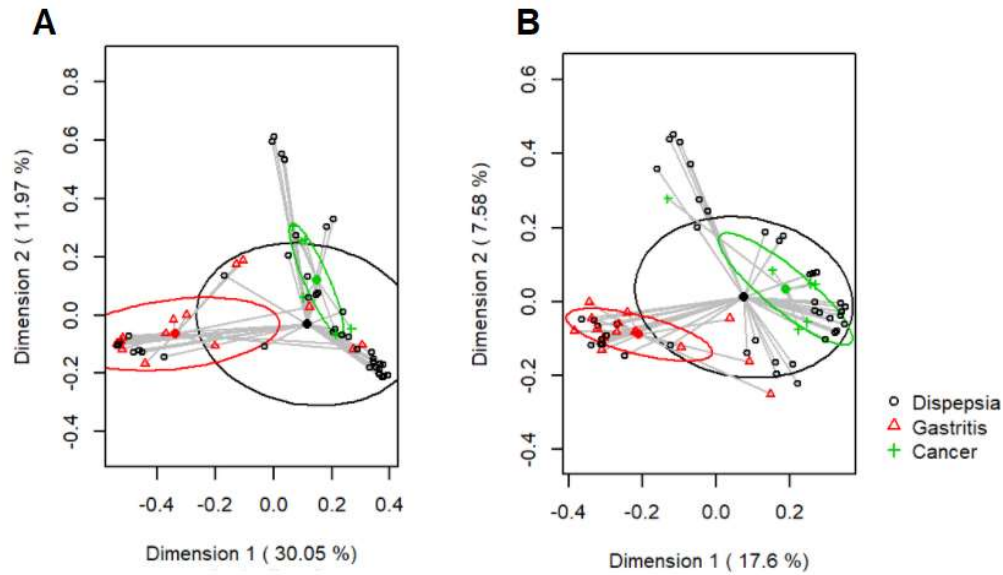 A
B
Dimension 2 ( 11.97 %)
0.8
0.6
0.4
0.2
0.0
-0.2
-0.4
-0.4
-0.2
0.0
0.2
0.4
Dimension 1 ( 30.05 %)
Dimension 2 ( 7.58 %)
0.6
0.4
0.2
0.0
-0.2
-0.4
-0.4
-0.2
0.0
0.2
Dimension 1 ( 17.6 %)
Dispepsia
Gastritis
Cancer